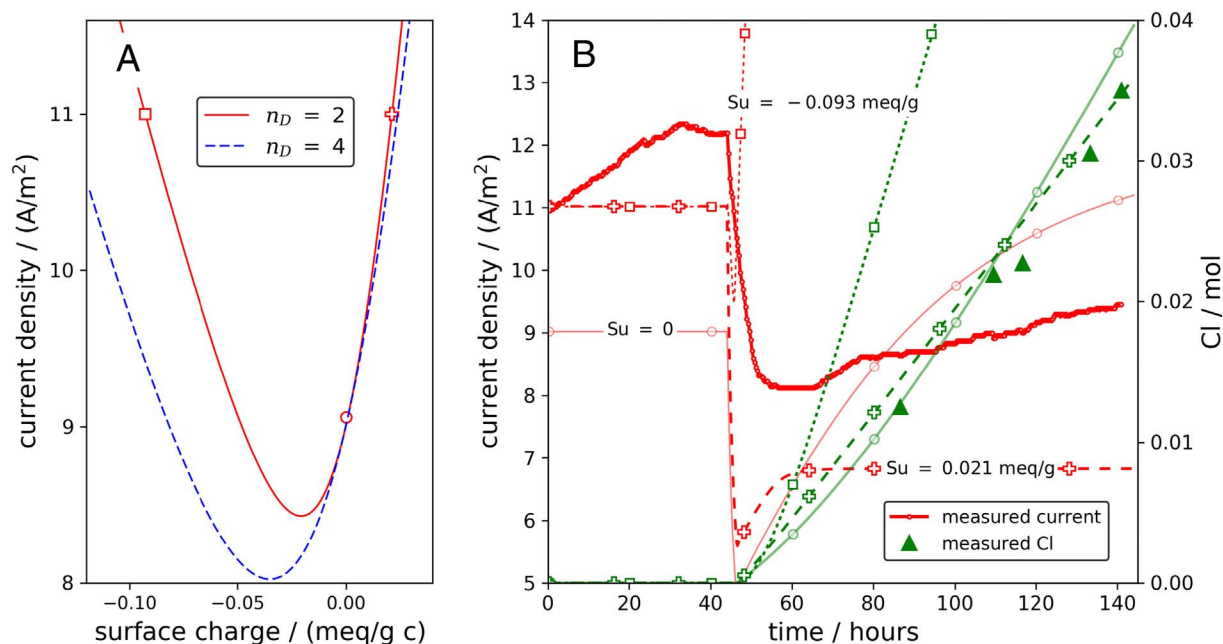 A
n_D = 2
n_D = 4
current density / (A/m²)
11
10
9
8
−0.10
−0.05
0.00
surface charge / (meq/g c)
B
Su = − 0.093 meq/g
Su = 0
Su = 0.021 meq/g
measured current
measured Cl
current density / (A/m²)
14
13
12
11
10
9
8
7
6
5
0
20
40
60
80
100
120
140
time / hours
0.04
0.03
0.02
0.01
0.00
Cl / mol